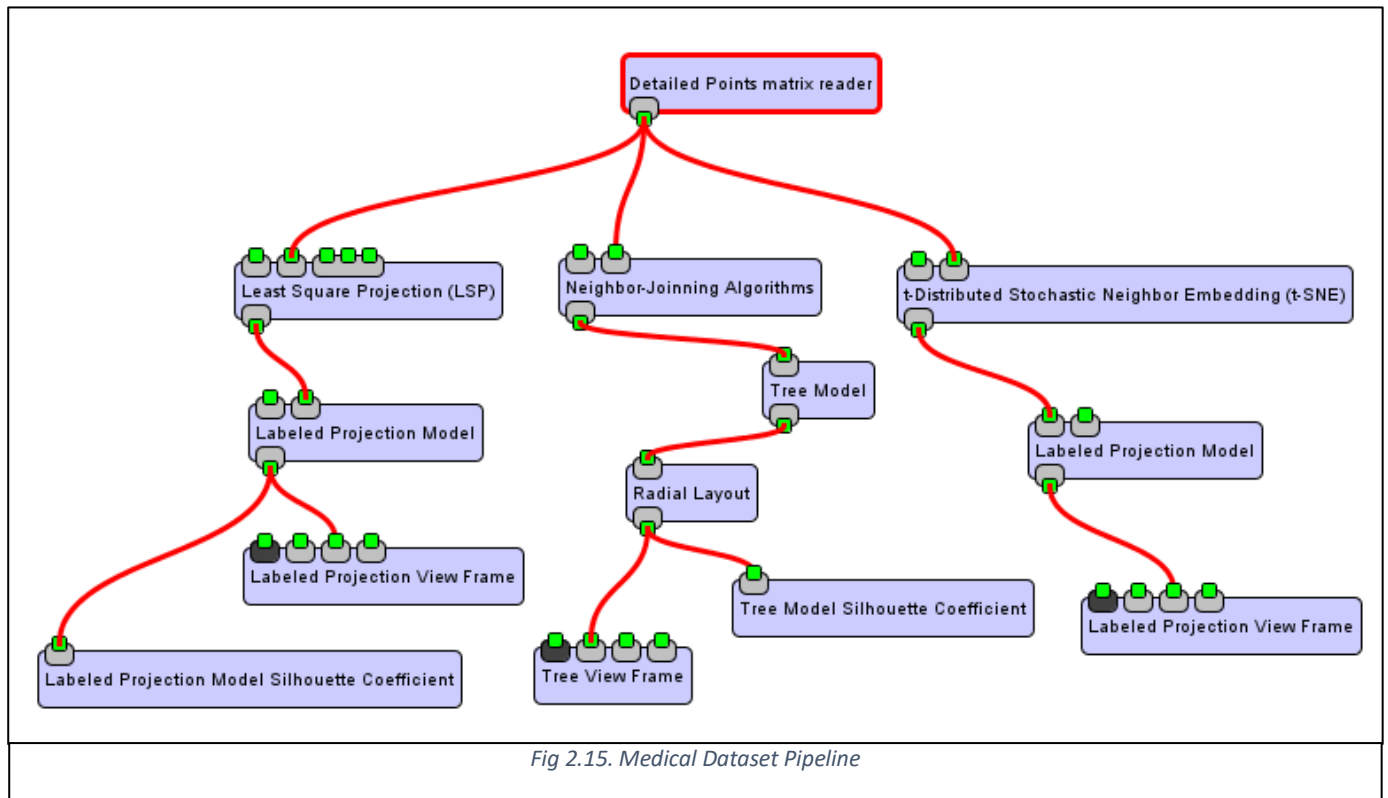 Detailed Points matrix reader
Least Square Projection (LSP)
Neighbor-Joinning Algorithms
t-Distributed Stochastic Neighbor Embedding (t-SNE)
Tree Model
Labeled Projection Model
Labeled Projection Model
Radial Layout
Labeled Projection View Frame
Tree Model Silhouette Coefficient
Labeled Projection View Frame
Labeled Projection Model Silhouette Coefficient
Tree View Frame
Fig 2.15. Medical Dataset Pipeline